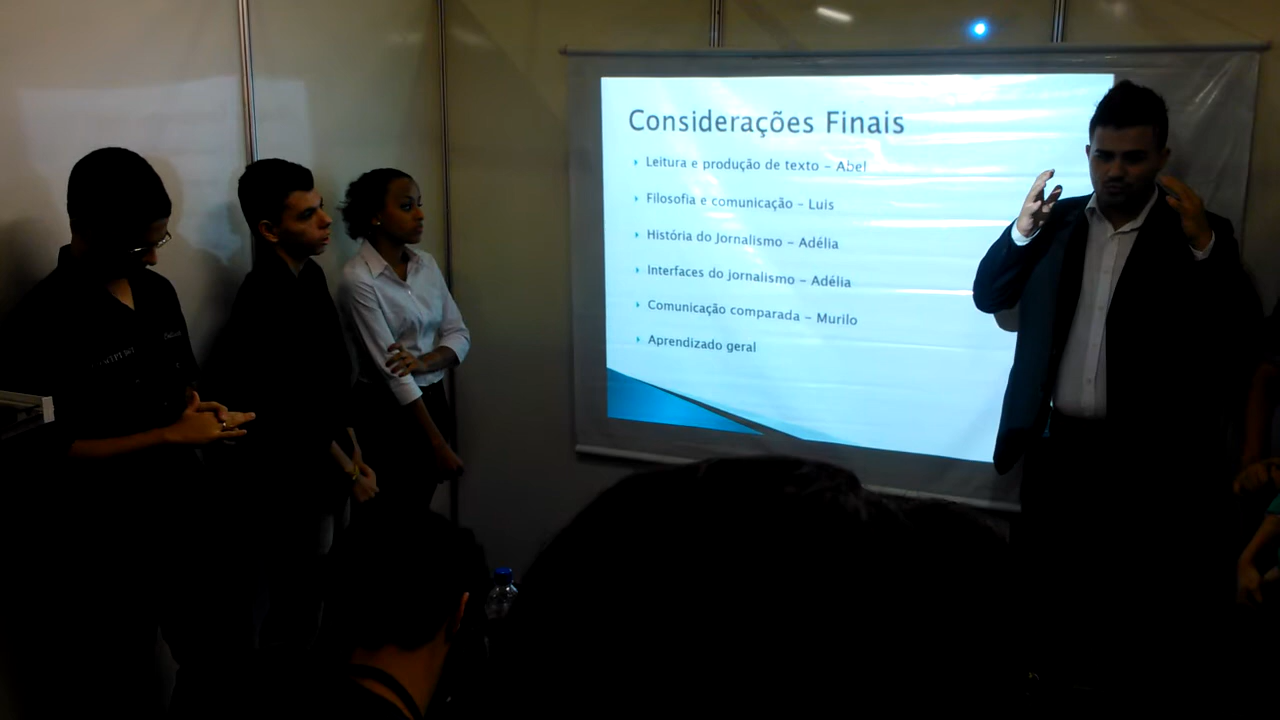 Considerações Finais
Leitura e produção de texto – Abel
Filosofia e comunicação – Luis
História do Jornalismo – Adélia
Interfaces do jornalismo – Adélia
Comunicação comparada – Murilo
Aprendizado geral